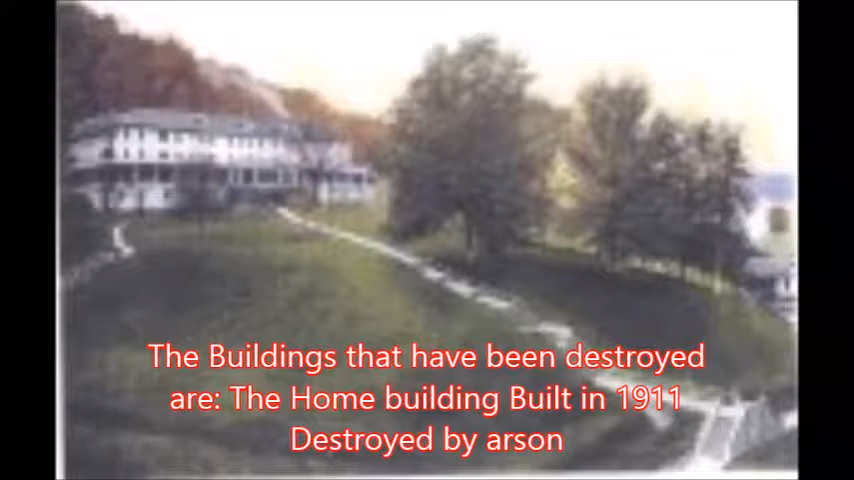 The Buildings that have been destroyed
are: The Home building Built in 1911
Destroyed by arson